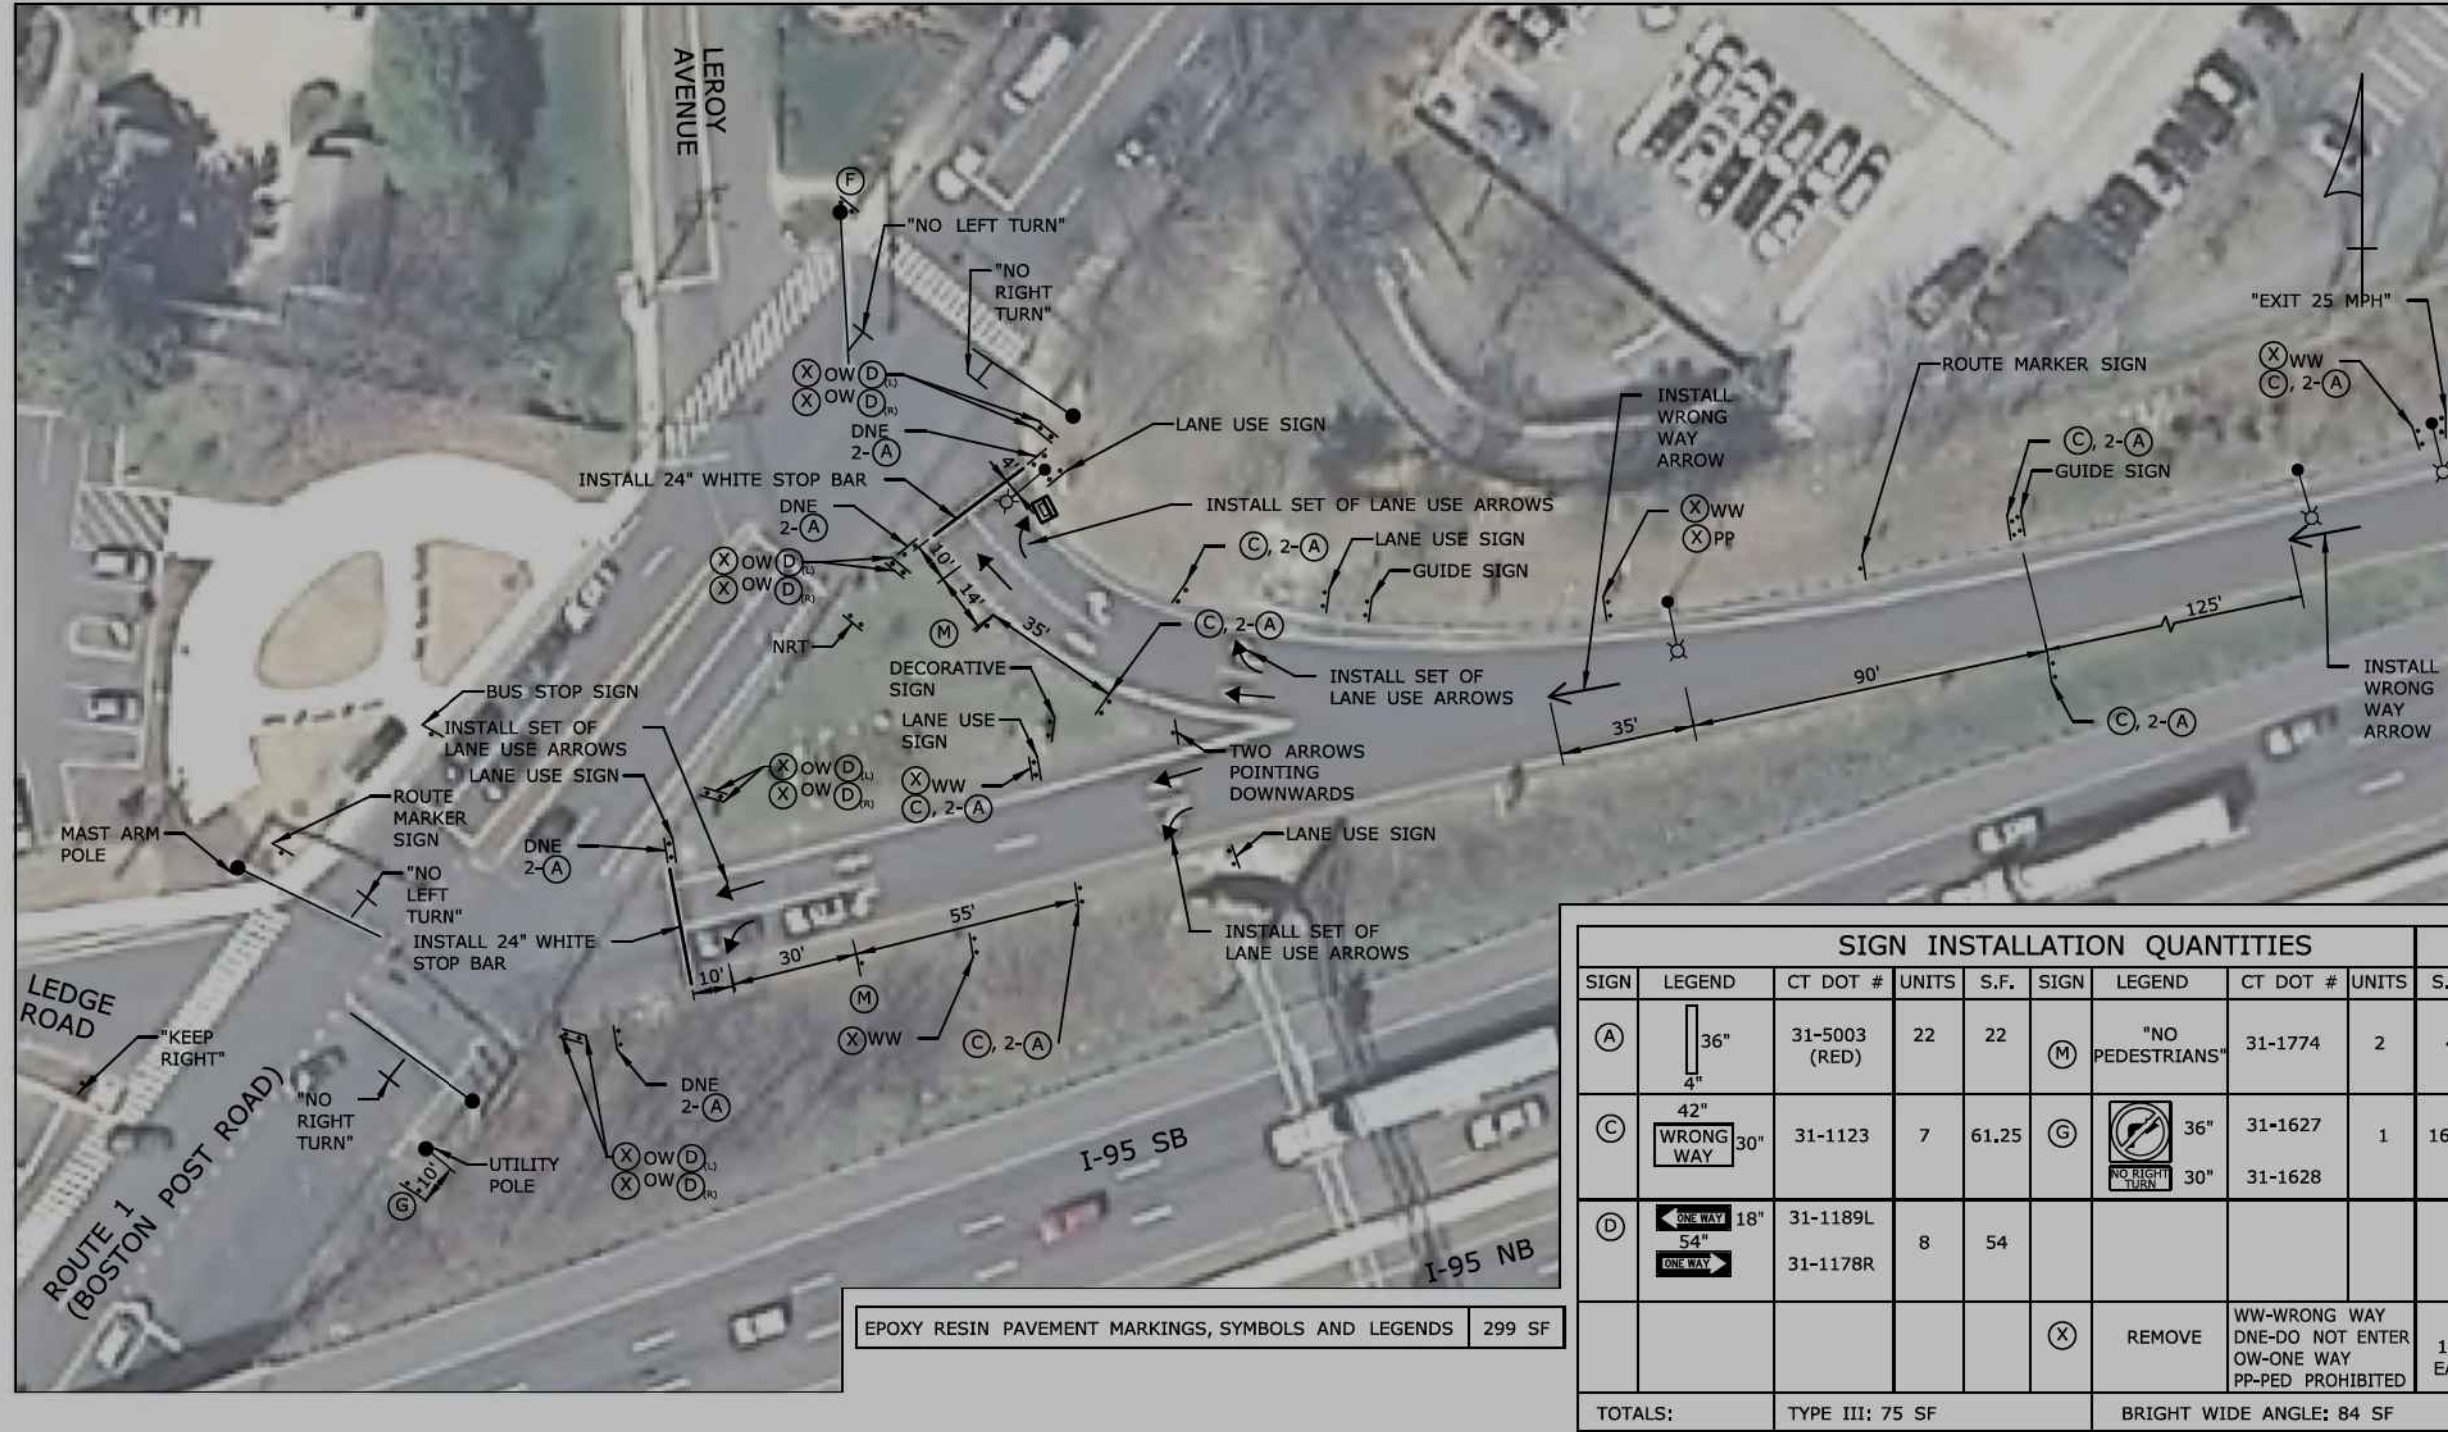 LEROY
AVENUE
F
"NO LEFT TURN"
"NO
RIGHT
TURN"
"EXIT 25 MPH"
X WW
C, 2-A
ROUTE MARKER SIGN
X OW D (L)
X OW D (R)
DNE
2-A
LANE USE SIGN
INSTALL
WRONG
WAY
ARROW
C, 2-A
GUIDE SIGN
4'
INSTALL 24" WHITE STOP BAR
DNE
2-A
INSTALL SET OF LANE USE ARROWS
X WW
X PP
X OW D (L)
X OW D (R)
10'
14'
35'
C, 2-A
LANE USE SIGN
GUIDE SIGN
C, 2-A
M
NRT
125'
90'
35'
DECORATIVE
SIGN
INSTALL SET OF
LANE USE ARROWS
INSTALL
WRONG
WAY
ARROW
BUS STOP SIGN
INSTALL SET OF
LANE USE ARROWS
LANE USE
SIGN
C, 2-A
LANE USE SIGN
X OW D (L)
X OW D (R)
X WW
C, 2-A
TWO ARROWS
POINTING
DOWNWARDS
ROUTE
MARKER
SIGN
MAST ARM
POLE
DNE
2-A
LANE USE SIGN
"NO
LEFT
TURN"
INSTALL 24" WHITE
STOP BAR
55'
30'
10'
INSTALL SET OF
LANE USE ARROWS
M
X WW
C, 2-A
LEDGE
ROAD
"KEEP
RIGHT"
"NO
RIGHT
TURN"
DNE
2-A
UTILITY
POLE
10'
G
X OW D (L)
X OW D (R)
ROUTE 1
(BOSTON POST ROAD)
I-95 SB
I-95 NB
EPOXY RESIN PAVEMENT MARKINGS, SYMBOLS AND LEGENDS 299 SF
SIGN INSTALLATION QUANTITIES
SIGN LEGEND CT DOT # UNITS S.F. SIGN LEGEND CT DOT # UNITS
A 36" 4" 31-5003 (RED) 22 22 M "NO PEDESTRIANS" 31-1774 2
C 42" WRONG WAY 30" 31-1123 7 61.25 G 36" 31-1627 1
NO RIGHT TURN 30" 31-1628
D ONE WAY 18" 31-1189L 8 54
54"
ONE WAY 31-1178R
X REMOVE WW-WRONG WAY
DNE-DO NOT ENTER
OW-ONE WAY
PP-PED PROHIBITED
TOTALS: TYPE III: 75 SF BRIGHT WIDE ANGLE: 84 SF